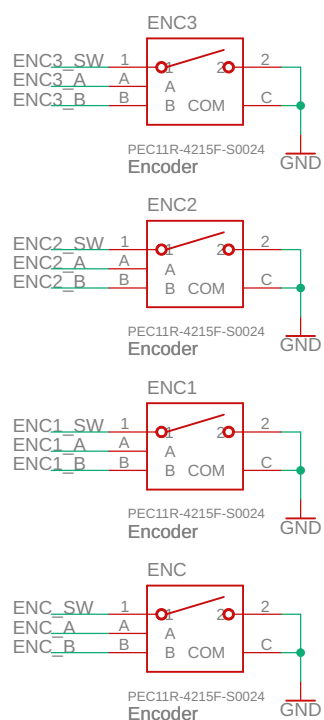 ENC3
ENC3_SW 1 1 2 2
ENC3_A A A
ENC3_B B B COM C
PEC11R-4215F-S0024
Encoder
GND
ENC2
ENC2_SW 1 1 2 2
ENC2_A A A
ENC2_B B B COM C
PEC11R-4215F-S0024
Encoder
GND
ENC1
ENC1_SW 1 1 2 2
ENC1_A A A
ENC1_B B B COM C
PEC11R-4215F-S0024
Encoder
GND
ENC
ENC_SW 1 1 2 2
ENC_A A A
ENC_B B B COM C
PEC11R-4215F-S0024
Encoder
GND